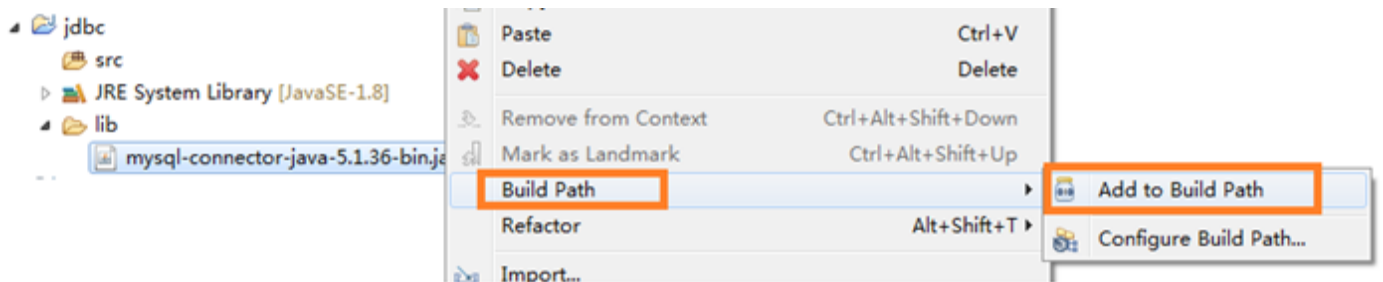 jdbc
src
JRE System Library [JavaSE-1.8]
lib
mysql-connector-java-5.1.36-bin.ja
Paste Ctrl+V
Delete Delete
Remove from Context Ctrl+Alt+Shift+Down
Mark as Landmark Ctrl+Alt+Shift+Up
Build Path
Refactor Alt+Shift+T
Import...
Add to Build Path
Configure Build Path...